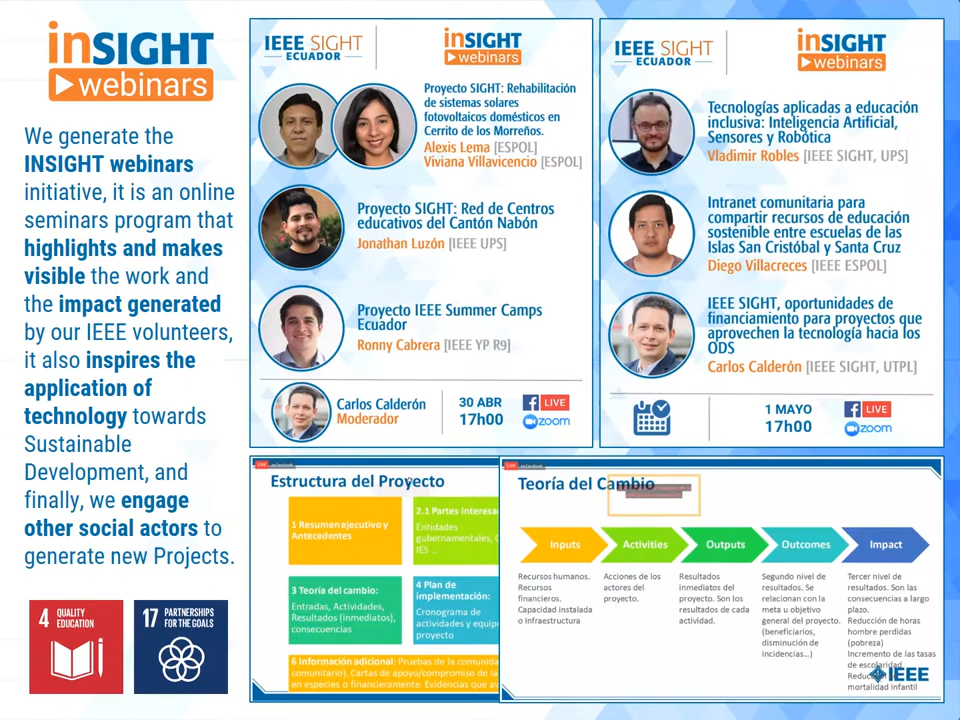 inSIGHT
webinars
We generate the
INSIGHT webinars
initiative, it is an online
seminars program that
highlights and makes
visible the work and
the impact generated
by our IEEE volunteers,
it also inspires the
application of
technology towards
Sustainable
Development, and
finally, we engage
other social actors to
generate new Projects.
4 QUALITY
EDUCATION
17 PARTNERSHIPS
FOR THE GOALS
IEEE SIGHT
ECUADOR
inSIGHT
webinars
Proyecto SIGHT: Rehabilitación
de sistemas solares
fotovoltaicos domésticos en
Cerrito de los Morreños.
Alexis Lema [ESPOL]
Viviana Villavicencio [ESPOL]
Proyecto SIGHT: Red de Centros
educativos del Cantón Nabón
Jonathan Luzón [IEEE UPS]
Proyecto IEEE Summer Camps
Ecuador
Ronny Cabrera [IEEE YP R9]
Carlos Calderón
Moderador
30 ABR
17h00
LIVE
zoom
IEEE SIGHT
ECUADOR
inSIGHT
webinars
Tecnologías aplicadas a educación
inclusiva: Inteligencia Artificial,
Sensores y Robótica
Vladimir Robles [IEEE SIGHT, UPS]
Intranet comunitaria para
compartir recursos de educación
sostenible entre escuelas de las
Islas San Cristóbal y Santa Cruz
Diego Villacreces [IEEE ESPOL]
IEEE SIGHT, oportunidades de
financiamiento para proyectos que
aprovechen la tecnología hacia los
ODS
Carlos Calderón [IEEE SIGHT, UTPL]
1 MAYO
17h00
LIVE
zoom
LIVE
Estructura del Proyecto
1 Resumen ejecutivo y
Antecedentes
2.1 Partes interesa
Entidades
gubernamentales,
IES ...
3 Teoría del cambio:
Entradas, Actividades,
Resultados (inmediatos),
consecuencias
4 Plan de
implementación:
Cronograma de
actividades y equip
proyecto
6 Información adicional: Pruebas de la comunida
comunitario). Cartas de apoyo/compromiso de la
en especies o financieramente. Evidencias que av
LIVE
Teoría del Cambio
Inputs
Activities
Outputs
Outcomes
Impact
Recursos humanos.
Recursos
financieros.
Capacidad instalada
o Infraestructura
Acciones de los
actores del
proyecto.
Resultados
inmediatos del
proyecto. Son los
resultados de cada
actividad.
Segundo nivel de
resultados. Se
relacionan con la
meta u objetivo
general del proyecto.
(beneficiarios,
disminución de
incidencias...)
Tercer nivel de
resultados. Son las
consecuencias a largo
plazo.
Reducción de horas
hombre perdidas
(pobreza)
Incremento de las tasas
de escolaridad
mortalidad infantil
IEEE